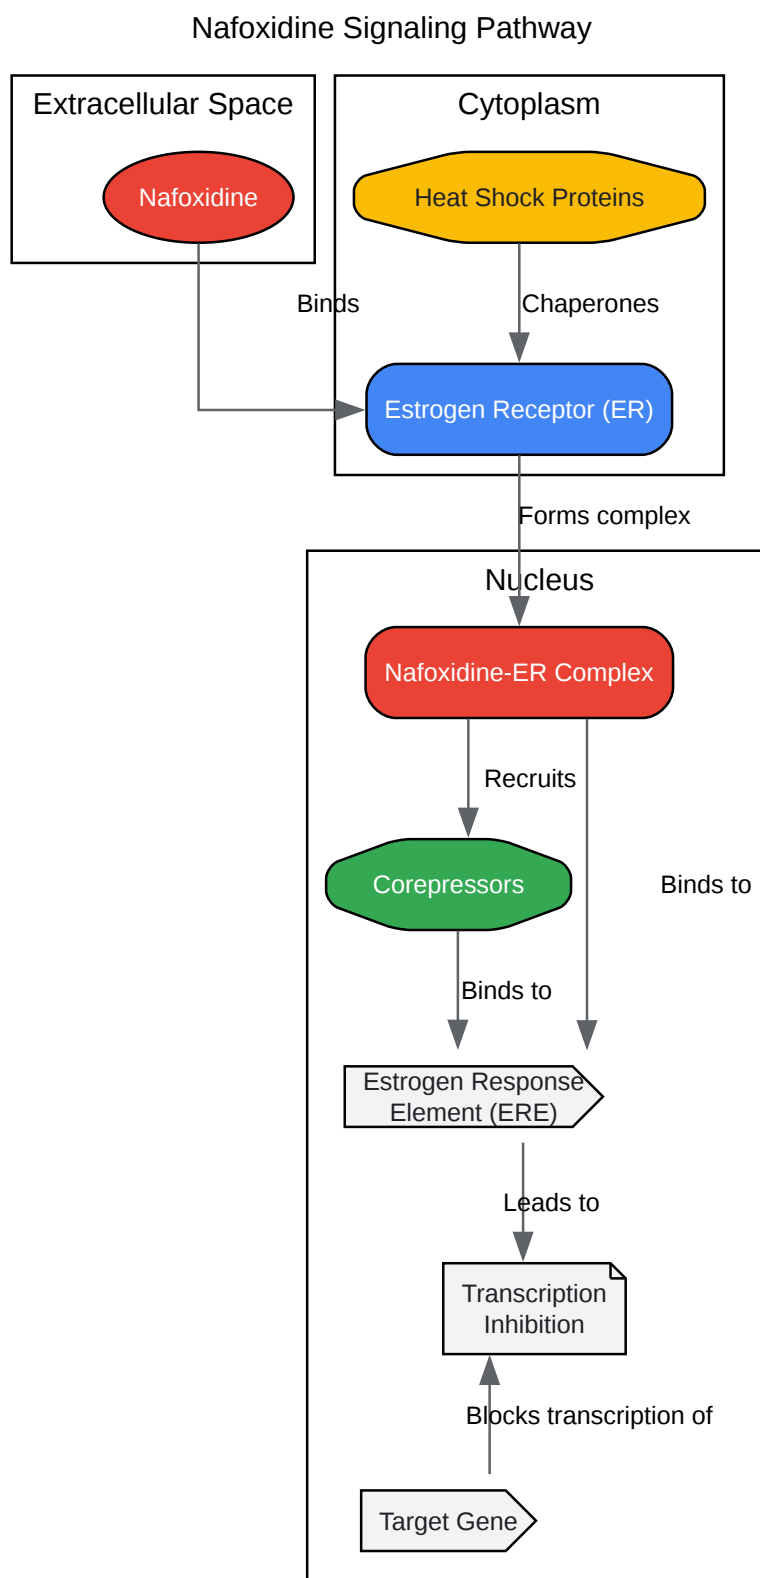 Nafoxidine Signaling Pathway
Extracellular Space
Cytoplasm
Nafoxidine
Heat Shock Proteins
Binds
Chaperones
Estrogen Receptor (ER)
Forms complex
Nucleus
Nafoxidine-ER Complex
Recruits
Corepressors
Binds to
Binds to
Estrogen Response
Element (ERE)
Leads to
Transcription
Inhibition
Blocks transcription of
Target Gene